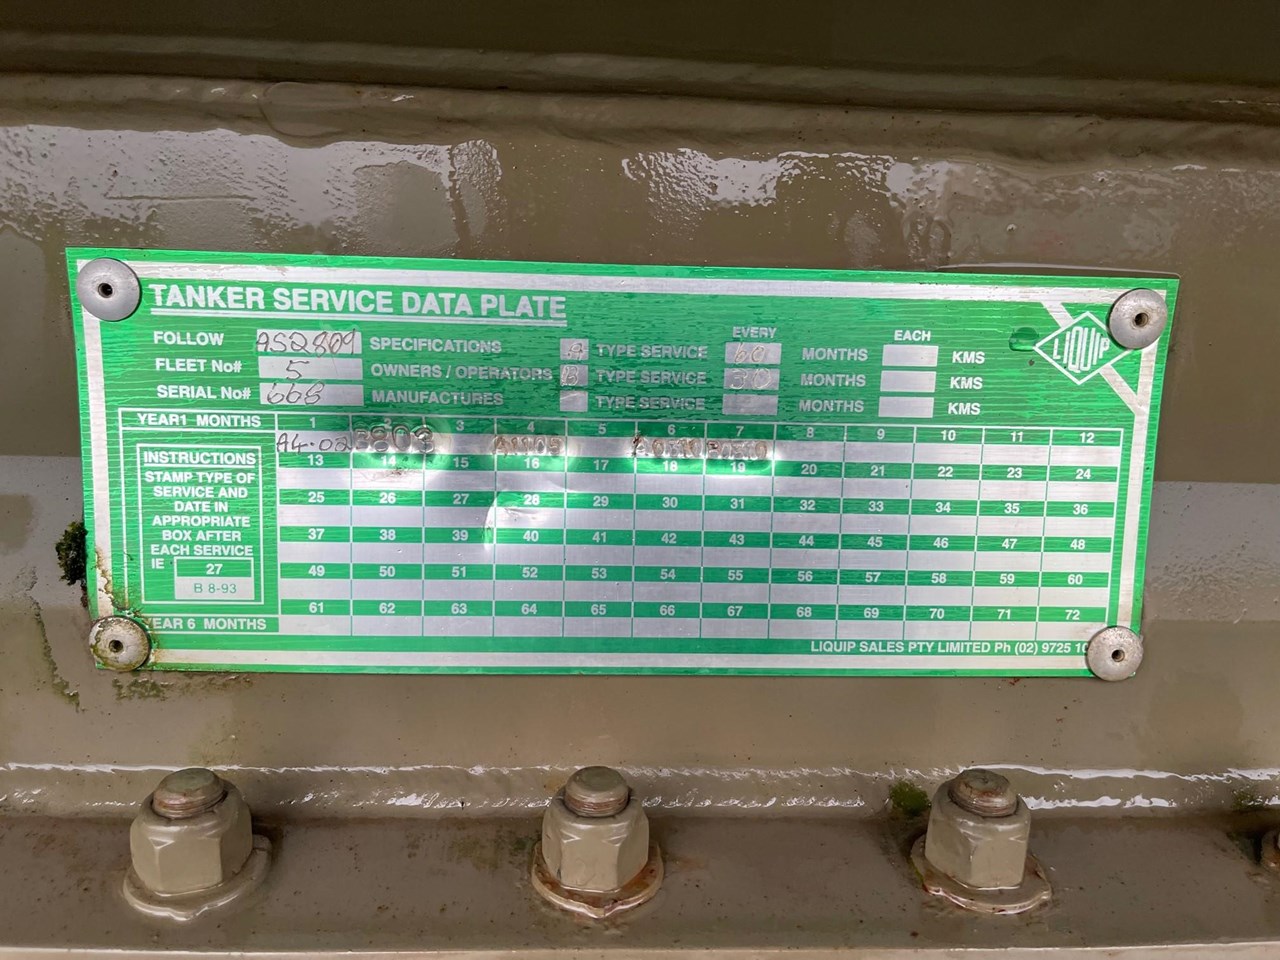 TANKER SERVICE DATA PLATE
EVERY EACH
FOLLOW AS2809 SPECIFICATIONS A TYPE SERVICE 60 MONTHS KMS
FLEET No# 5 OWNERS / OPERATORS B TYPE SERVICE 30 MONTHS KMS
SERIAL No# 668 MANUFACTURES TYPE SERVICE MONTHS KMS
LIQUIP
YEAR1 MONTHS 1 3 4 5 6 7 8 9 10 11 12
A4.02 B803 A1103
13 14 15 16 17 18 19 20 21 22 23 24
25 26 27 28 29 30 31 32 33 34 35 36
37 38 39 40 41 42 43 44 45 46 47 48
49 50 51 52 53 54 55 56 57 58 59 60
61 62 63 64 65 66 67 68 69 70 71 72
YEAR 6 MONTHS
INSTRUCTIONS
STAMP TYPE OF
SERVICE AND
DATE IN
APPROPRIATE
BOX AFTER
EACH SERVICE
IE 27
B 8-93
LIQUIP SALES PTY LIMITED Ph (02) 9725